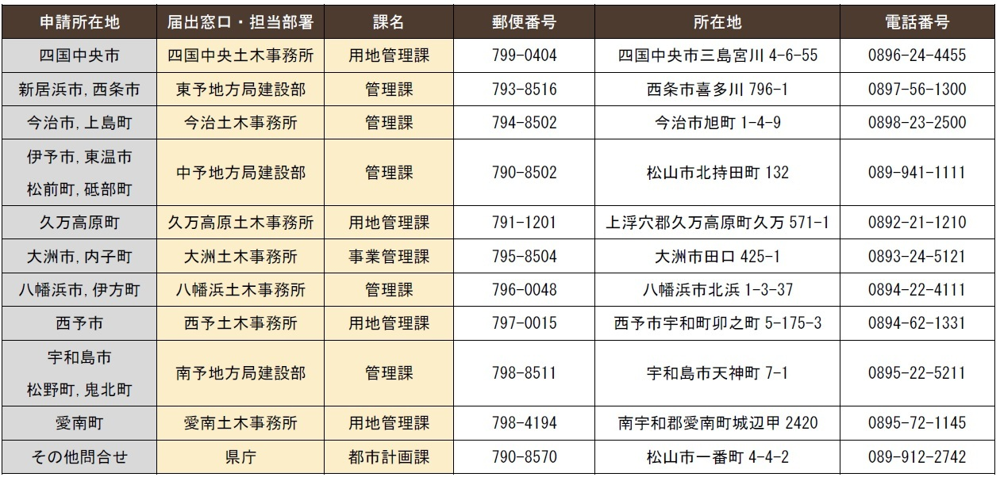 申請所在地 届出窓口・担当部署 課名 郵便番号 所在地 電話番号
四国中央市 四国中央土木事務所 用地管理課 799-0404 四国中央市三島宮川 4-6-55 0896-24-4455
新居浜市,西条市 東予地方局建設部 管理課 793-8516 西条市喜多川 796-1 0897-56-1300
今治市,上島町 今治土木事務所 管理課 794-8502 今治市旭町 1-4-9 0898-23-2500
伊予市,東温市
松前町,砥部町 中予地方局建設部 管理課 790-8502 松山市北持田町 132 089-941-1111
久万高原町 久万高原土木事務所 用地管理課 791-1201 上浮穴郡久万高原町久万 571-1 0892-21-1210
大洲市,内子町 大洲土木事務所 事業管理課 795-8504 大洲市田口 425-1 0893-24-5121
八幡浜市,伊方町 八幡浜土木事務所 管理課 796-0048 八幡浜市北浜 1-3-37 0894-22-4111
西予市 西予土木事務所 用地管理課 797-0015 西予市宇和町卯之町 5-175-3 0894-62-1331
宇和島市
松野町,鬼北町 南予地方局建設部 管理課 798-8511 宇和島市天神町 7-1 0895-22-5211
愛南町 愛南土木事務所 用地管理課 798-4194 南宇和郡愛南町城辺甲 2420 0895-72-1145
その他問合せ 県庁 都市計画課 790-8570 松山市一番町 4-4-2 089-912-2742